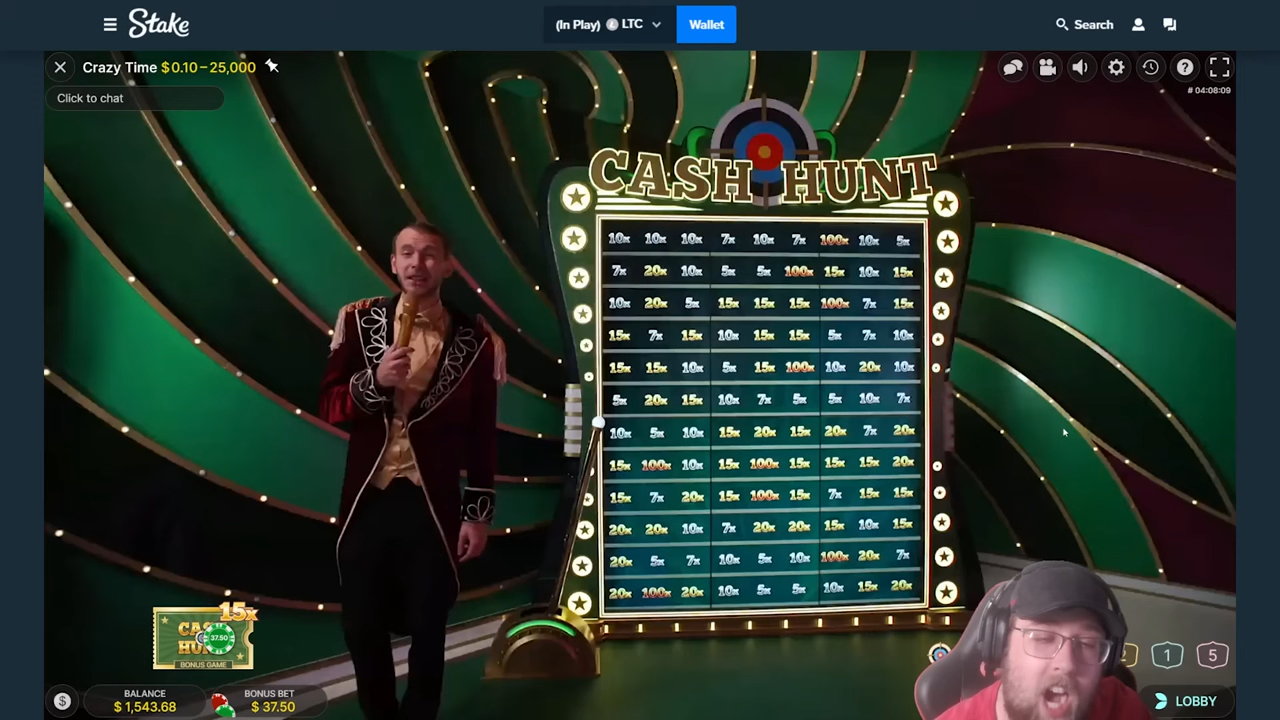 Stake
(In Play) LTC
Wallet
Search
Crazy Time $0.10–25,000
Click to chat
# 04:08:09
CASH HUNT
10x 10x 10x 7x 10x 7x 100x 10x 5x
7x 20x 10x 5x 5x 100x 15x 10x 15x
10x 20x 5x 15x 15x 15x 100x 7x 15x
15x 7x 15x 10x 15x 15x 5x 7x 10x
15x 15x 10x 5x 15x 100x 10x 20x 10x
5x 20x 15x 10x 7x 5x 5x 10x 7x
10x 5x 10x 15x 20x 15x 20x 7x 20x
15x 100x 10x 15x 100x 15x 15x 15x 20x
15x 7x 20x 15x 100x 15x 7x 15x 15x
20x 20x 10x 7x 20x 20x 15x 10x 15x
20x 5x 7x 10x 5x 10x 100x 20x 7x
20x 100x 20x 10x 5x 5x 10x 15x 20x
15x
37.50
BONUS GAME
2 1 5
BALANCE
$ 1,543.68
BONUS BET
$ 37.50
LOBBY